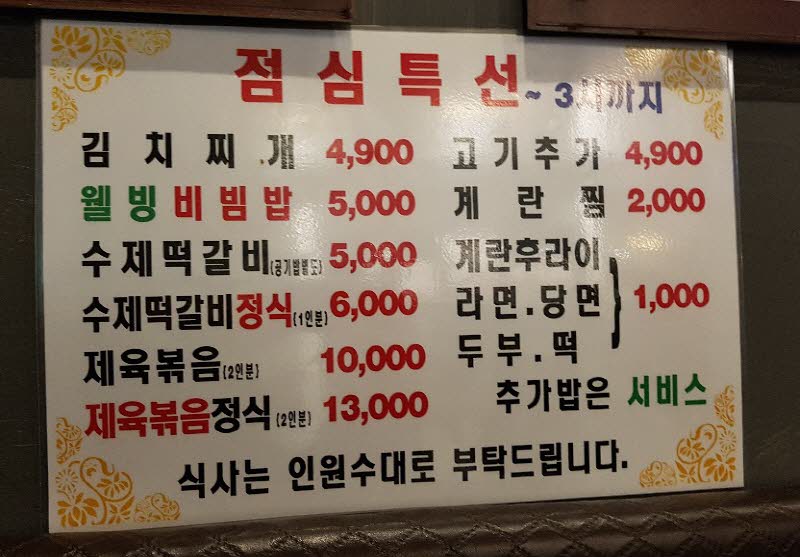 점심특선 ~ 3시까지
김치찌개 4,900
웰빙비빔밥 5,000
수제떡갈비(공기밥별도) 5,000
수제떡갈비정식(1인분) 6,000
제육볶음(2인분) 10,000
제육볶음정식(2인분) 13,000
고기추가 4,900
계란찜 2,000
계란후라이
라면.당면 1,000
두부.떡
추가밥은 서비스
식사는 인원수대로 부탁드립니다.